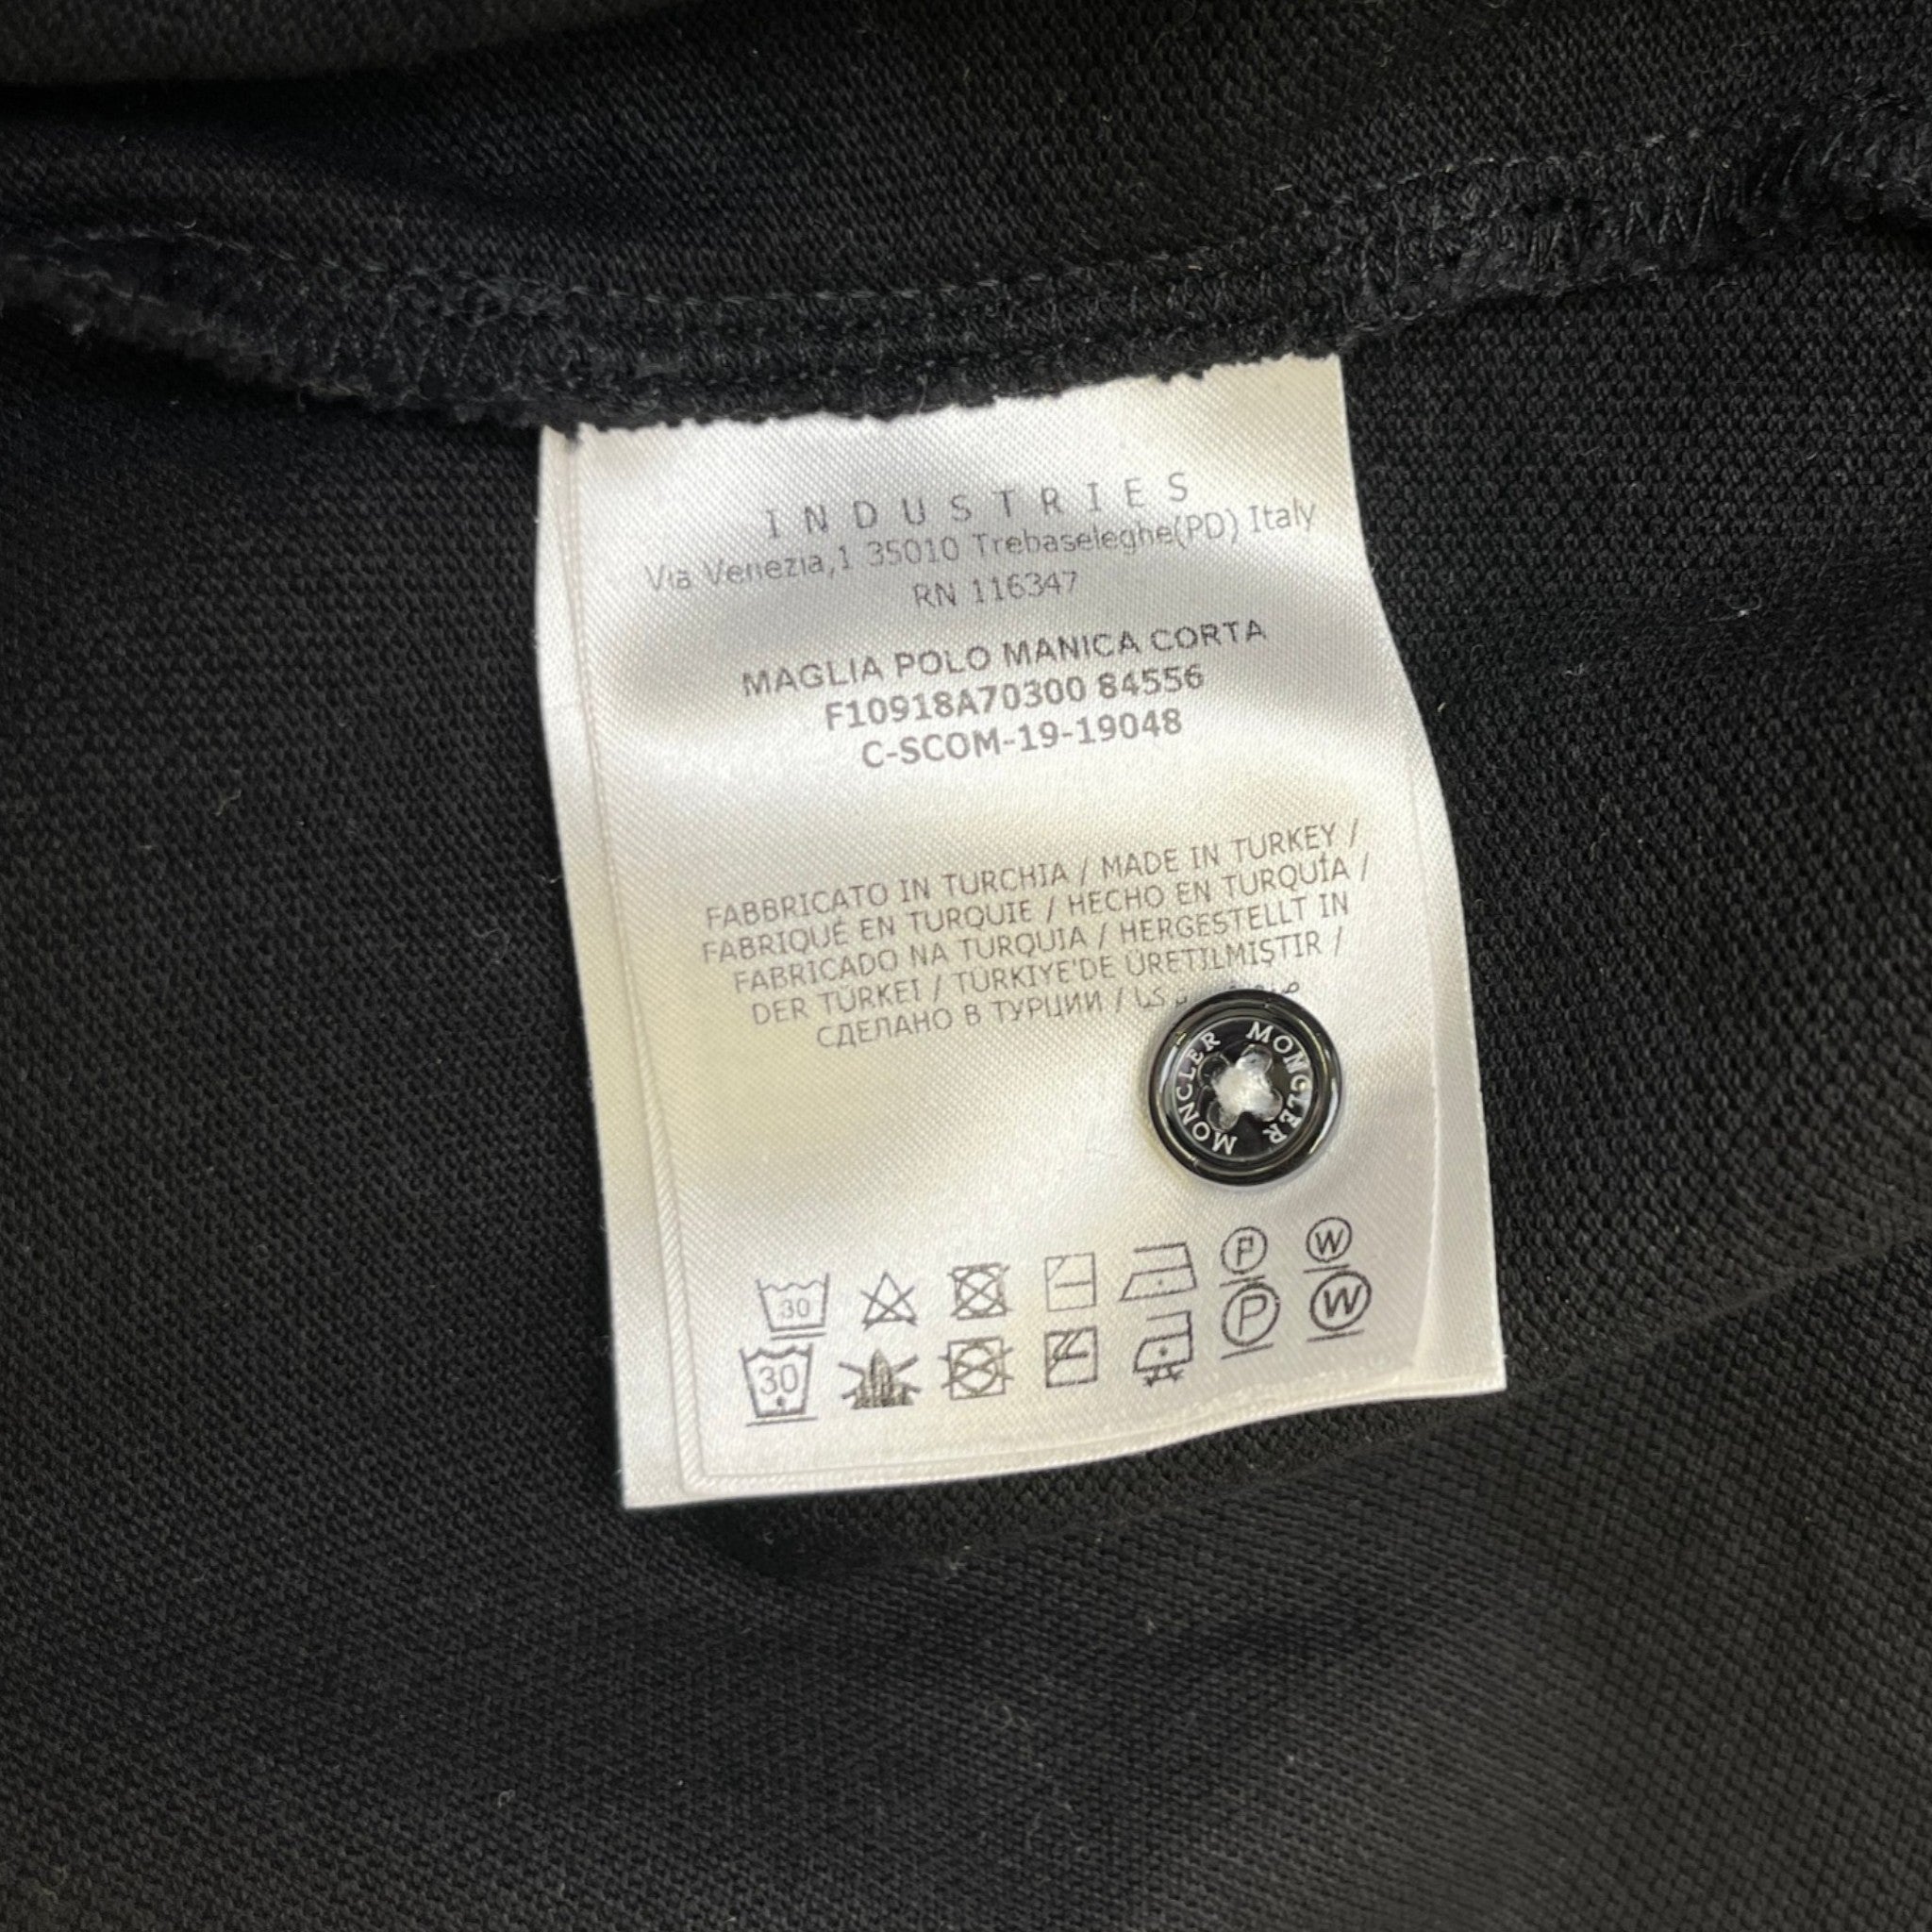 INDUSTRIES
Via Venezia,1 35010 Trebaseleghe(PD) Italy
RN 116347
MAGLIA POLO MANICA CORTA
F10918A70300 84556
C-SCOM-19-19048
FABBRICATO IN TURCHIA / MADE IN TURKEY /
FABRIQUÉ EN TURQUIE / HECHO EN TURQUÍA /
FABRICADO NA TURQUIA / HERGESTELLT IN
DER TÜRKEI / TÜRKIYE'DE ÜRETILMIŞTIR /
СДЕЛАНО В ТУРЦИИ /
MONCLER MONCLER
30 P W
30 P W